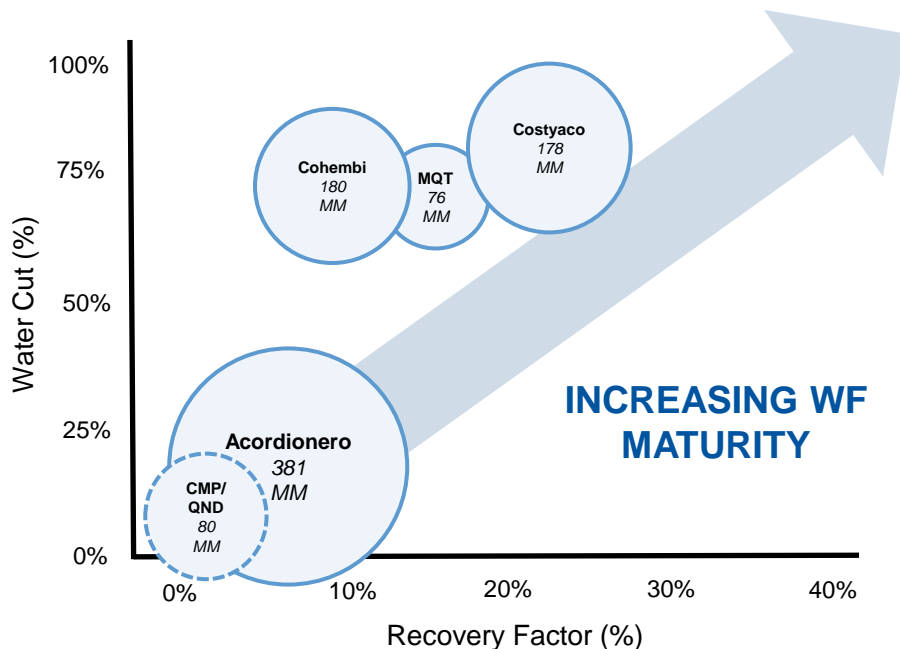 100%
75%
50%
25%
0%
Water Cut (%)
Cohembi
180
MM
MQT
76
MM
Costyaco
178
MM
Acordionero
381
MM
CMP/
QND
80
MM
INCREASING WF
MATURITY
0%
10%
20%
30%
40%
Recovery Factor (%)